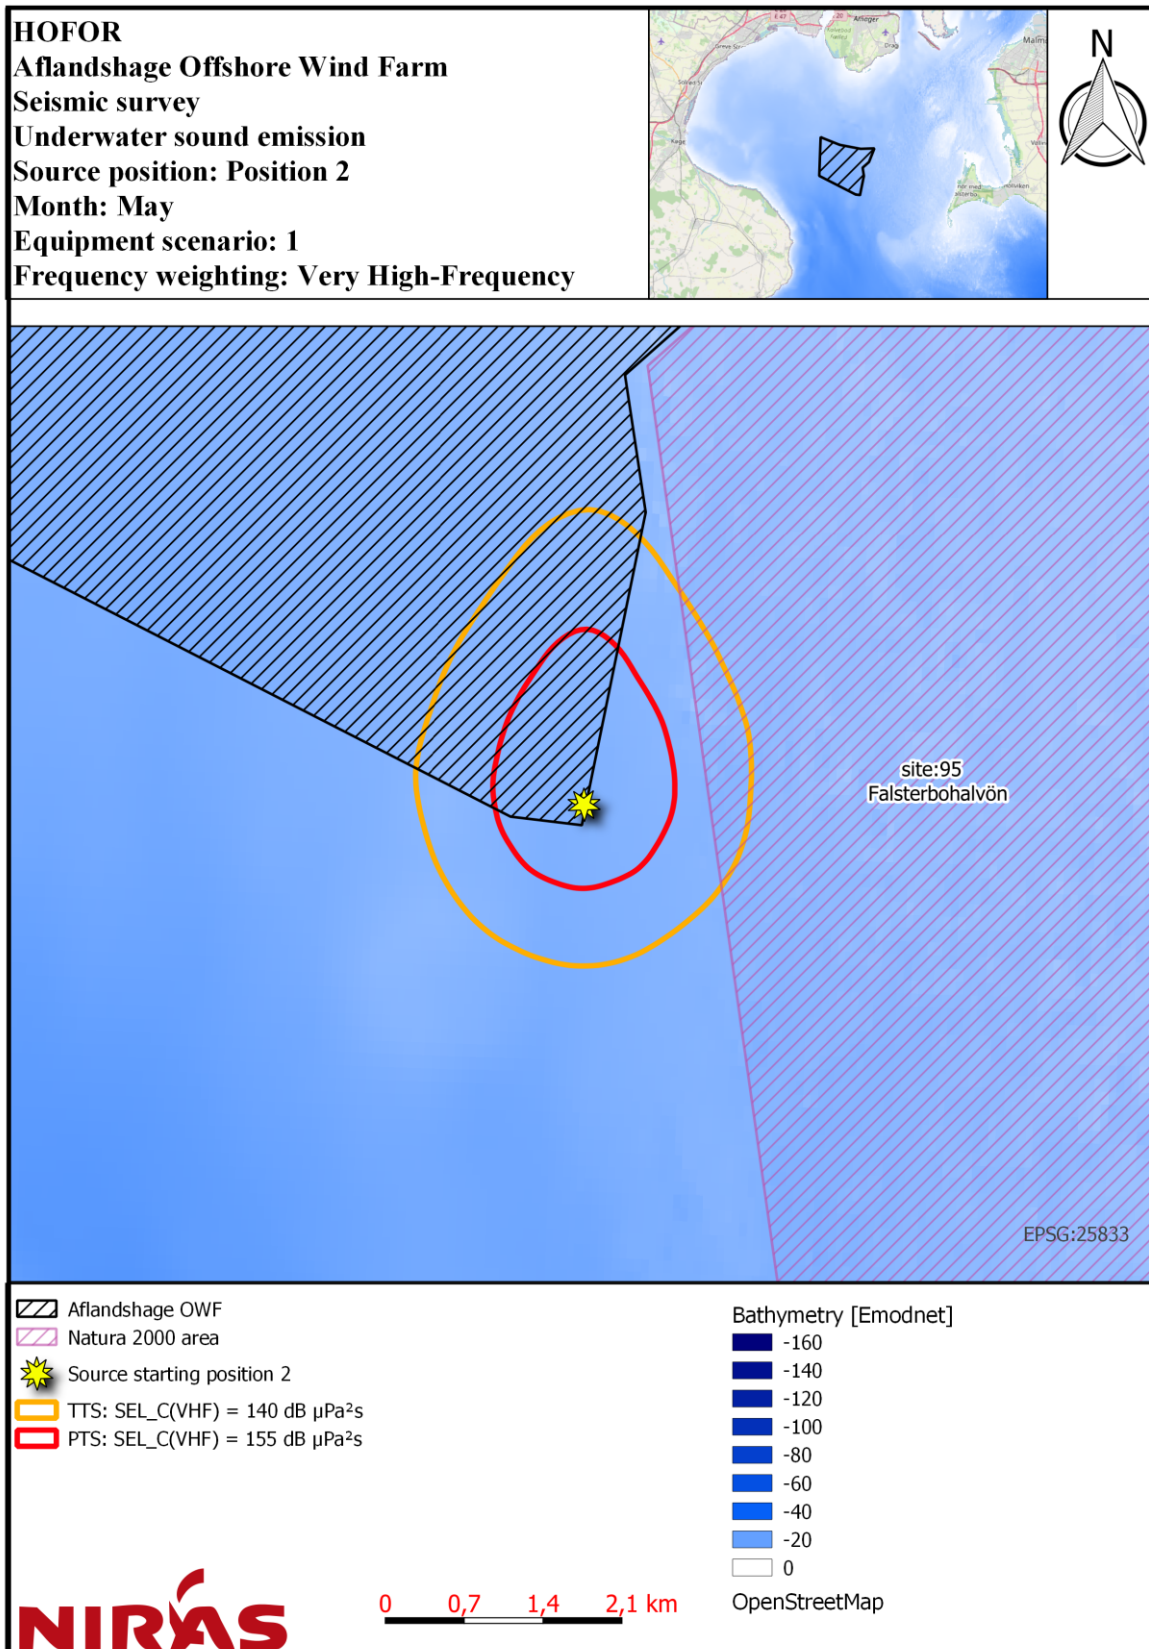 HOFOR
Aflandshage Offshore Wind Farm
Seismic survey
Underwater sound emission
Source position: Position 2
Month: May
Equipment scenario: 1
Frequency weighting: Very High-Frequency
N
site:95
Falsterbohalvön
EPSG:25833
Aflandshage OWF
Natura 2000 area
Source starting position 2
TTS: SEL_C(VHF) = 140 dB µPa²s
PTS: SEL_C(VHF) = 155 dB µPa²s
Bathymetry [Emodnet]
-160
-140
-120
-100
-80
-60
-40
-20
0
OpenStreetMap
0 0,7 1,4 2,1 km
NIRAS